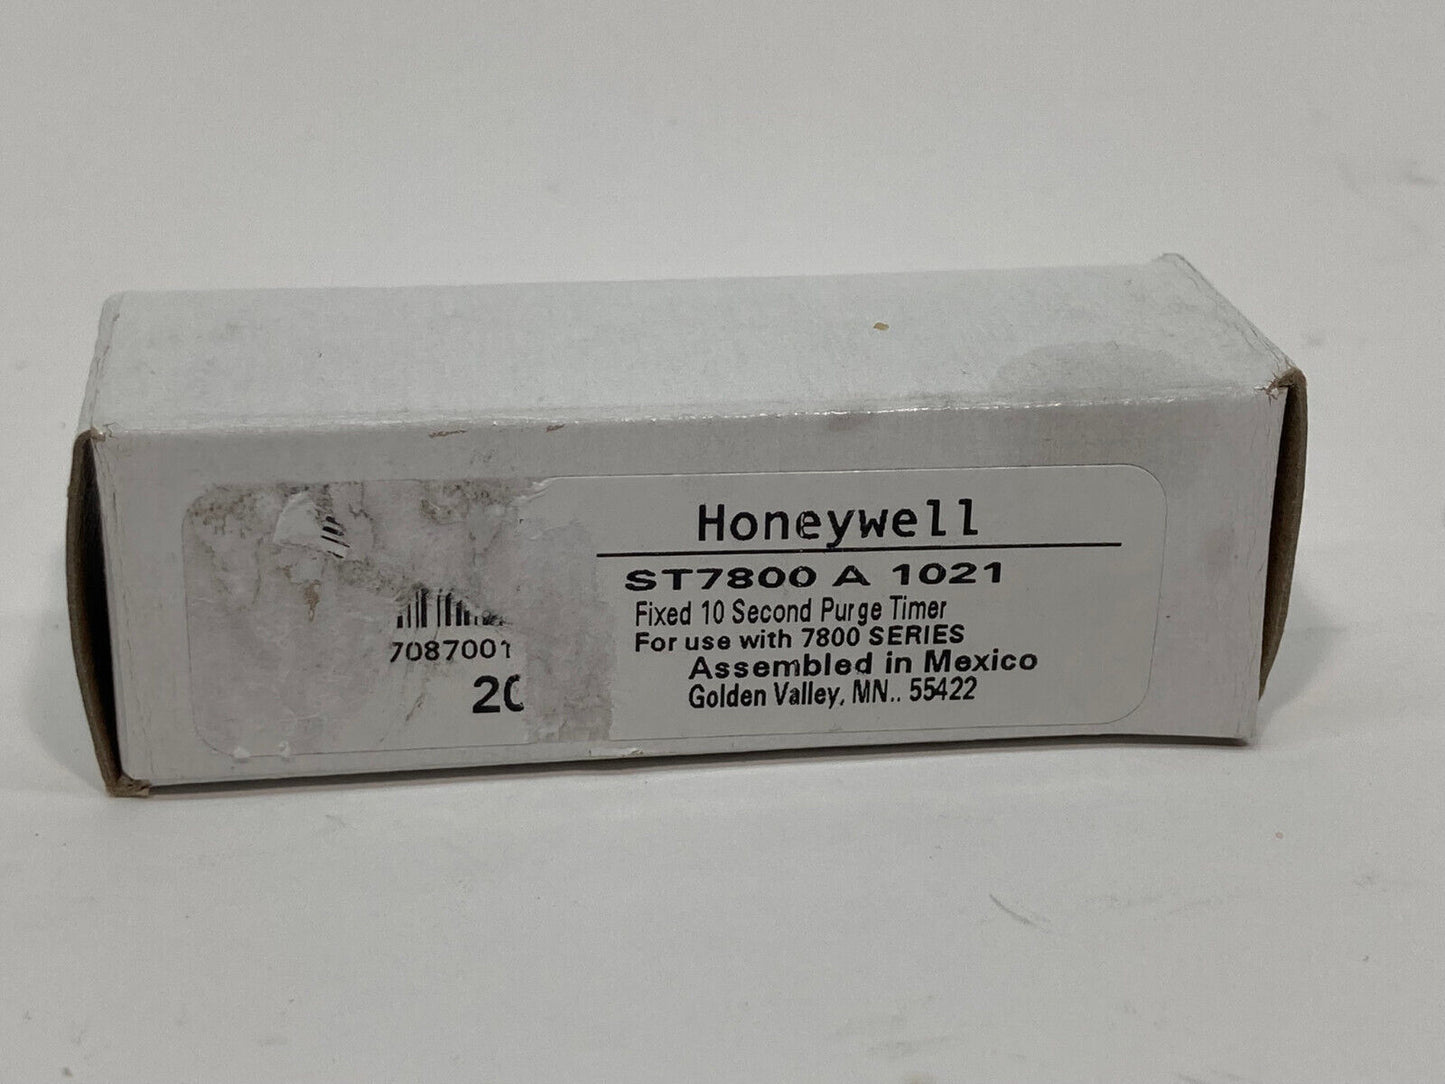 Honeywell
ST7800 A 1021
Fixed 10 Second Purge Timer
For use with 7800 SERIES
Assembled in Mexico
Golden Valley, MN.. 55422
7087001